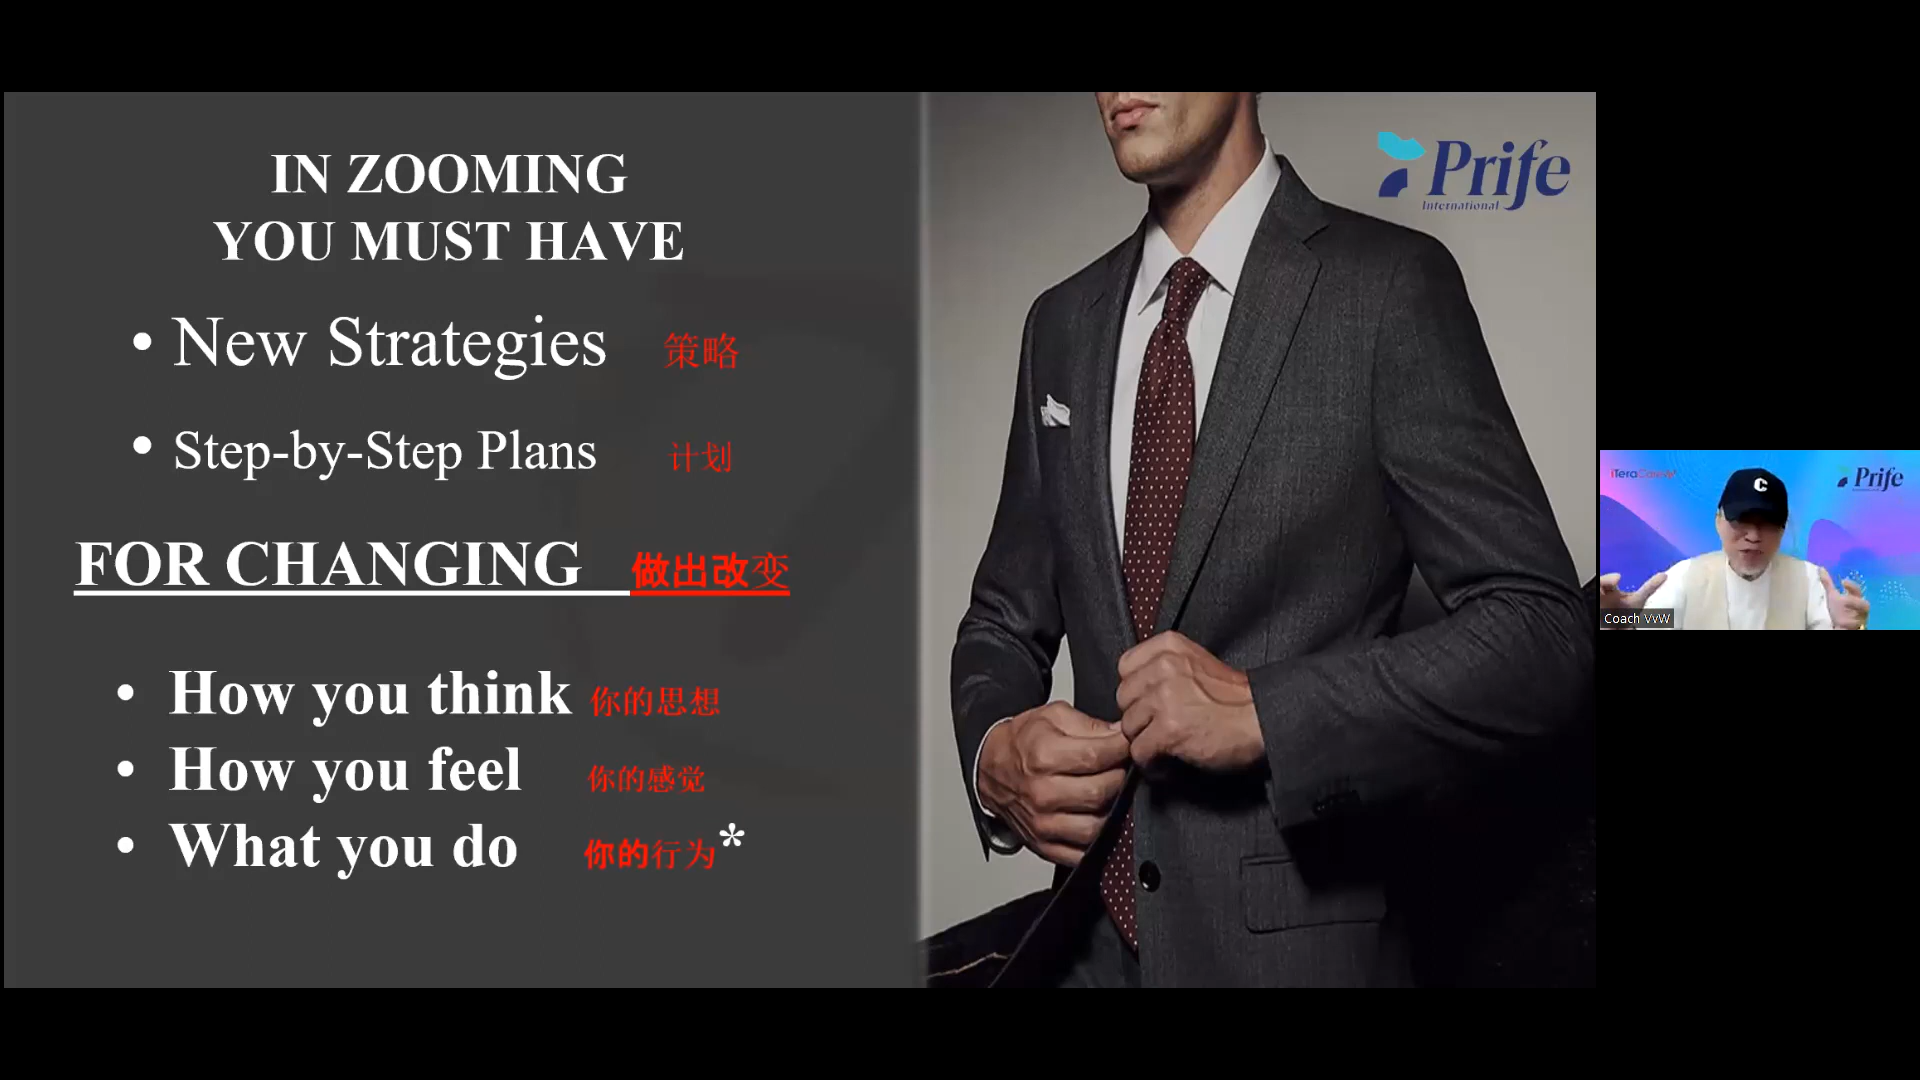 IN ZOOMING
YOU MUST HAVE
• New Strategies 策略
• Step-by-Step Plans 计划
FOR CHANGING 做出改变
• How you think 你的思想
• How you feel 你的感觉
• What you do 你的行为*
Prife
International
iTeraCare
Prife
C
Coach VvW